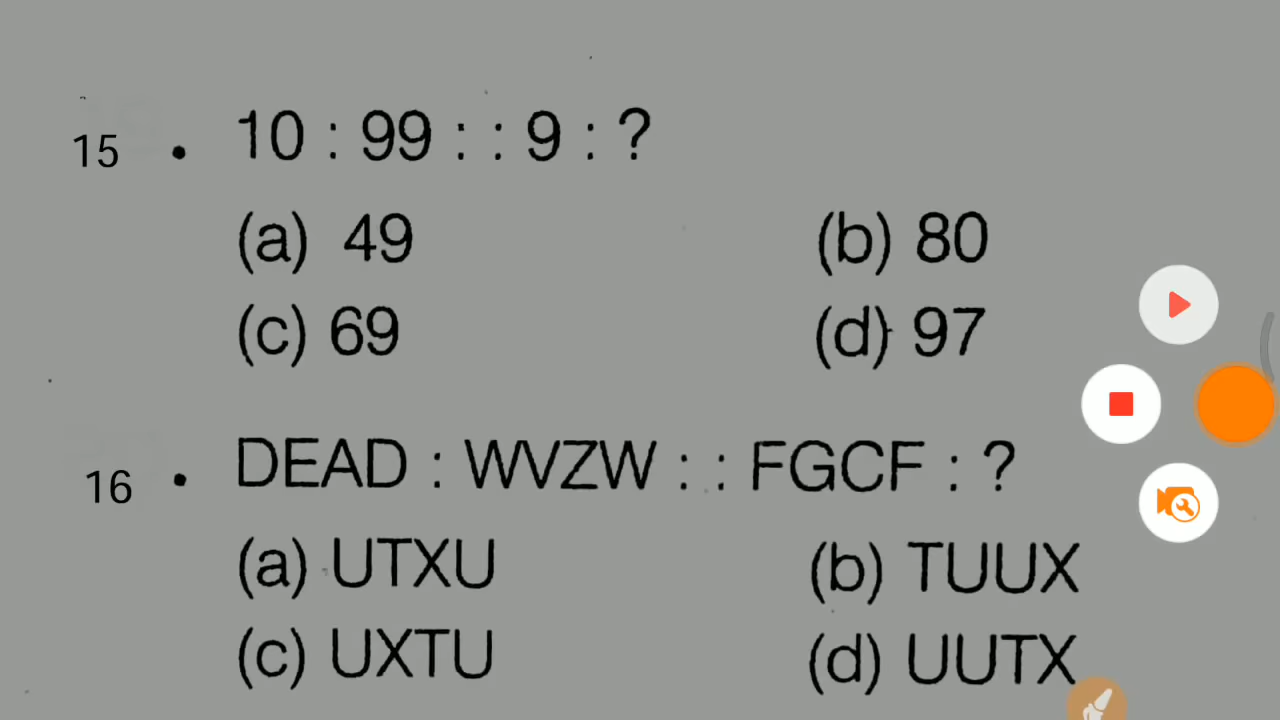 15 . 10 : 99 : : 9 : ?
(a) 49 (b) 80
(c) 69 (d) 97
16 . DEAD : WVZW : : FGCF : ?
(a) UTXU (b) TUUX
(c) UXTU (d) UUTX